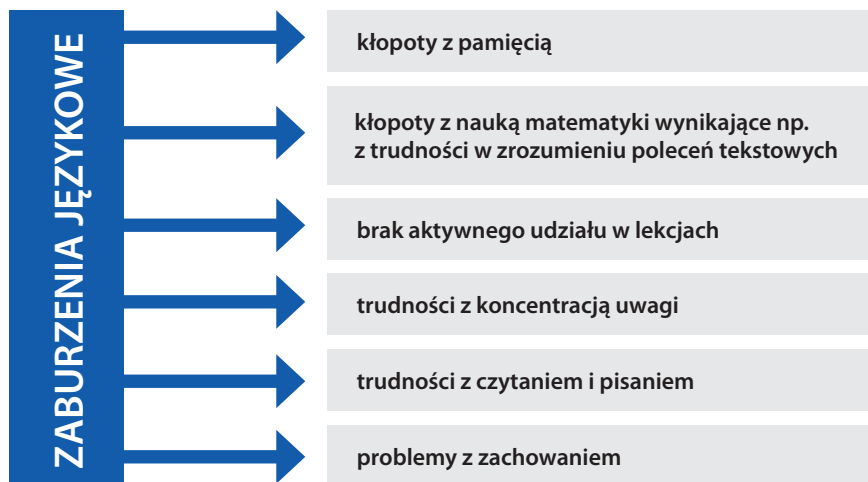 ZABURZENIA JĘZYKOWE
kłopoty z pamięcią
kłopoty z nauką matematyki wynikające np.
z trudności w zrozumieniu poleceń tekstowych
brak aktywnego udziału w lekcjach
trudności z koncentracją uwagi
trudności z czytaniem i pisaniem
problemy z zachowaniem